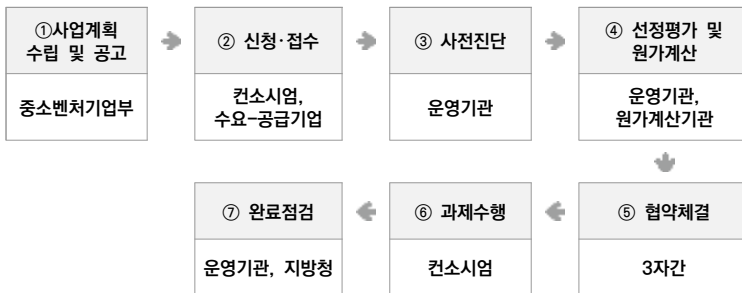 ①사업계획
수립 및 공고
중소벤처기업부
② 신청·접수
컨소시엄,
수요-공급기업
③ 사전진단
운영기관
④ 선정평가 및
원가계산
운영기관,
원가계산기관
⑤ 협약체결
3자간
⑥ 과제수행
컨소시엄
⑦ 완료점검
운영기관, 지방청